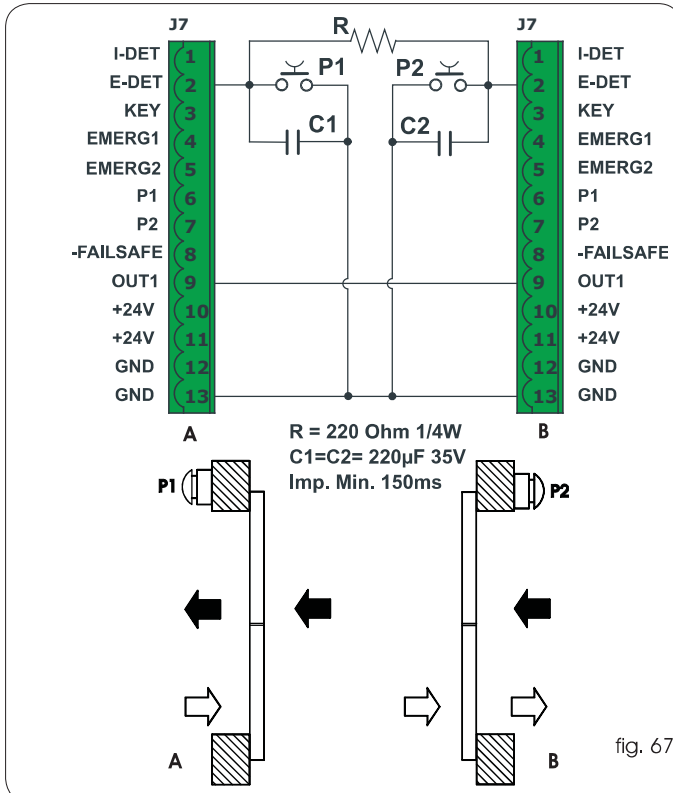 J7 R J7
I-DET 1 1 I-DET
E-DET 2 P1 P2 2 E-DET
KEY 3 3 KEY
EMERG1 4 C1 C2 4 EMERG1
EMERG2 5 5 EMERG2
P1 6 6 P1
P2 7 7 P2
-FAILSAFE 8 8 -FAILSAFE
OUT1 9 9 OUT1
+24V 10 10 +24V
+24V 11 11 +24V
GND 12 12 GND
GND 13 13 GND
A B
R = 220 Ohm 1/4W
C1=C2= 220µF 35V
Imp. Min. 150ms
P1 P2
A B
fig. 67